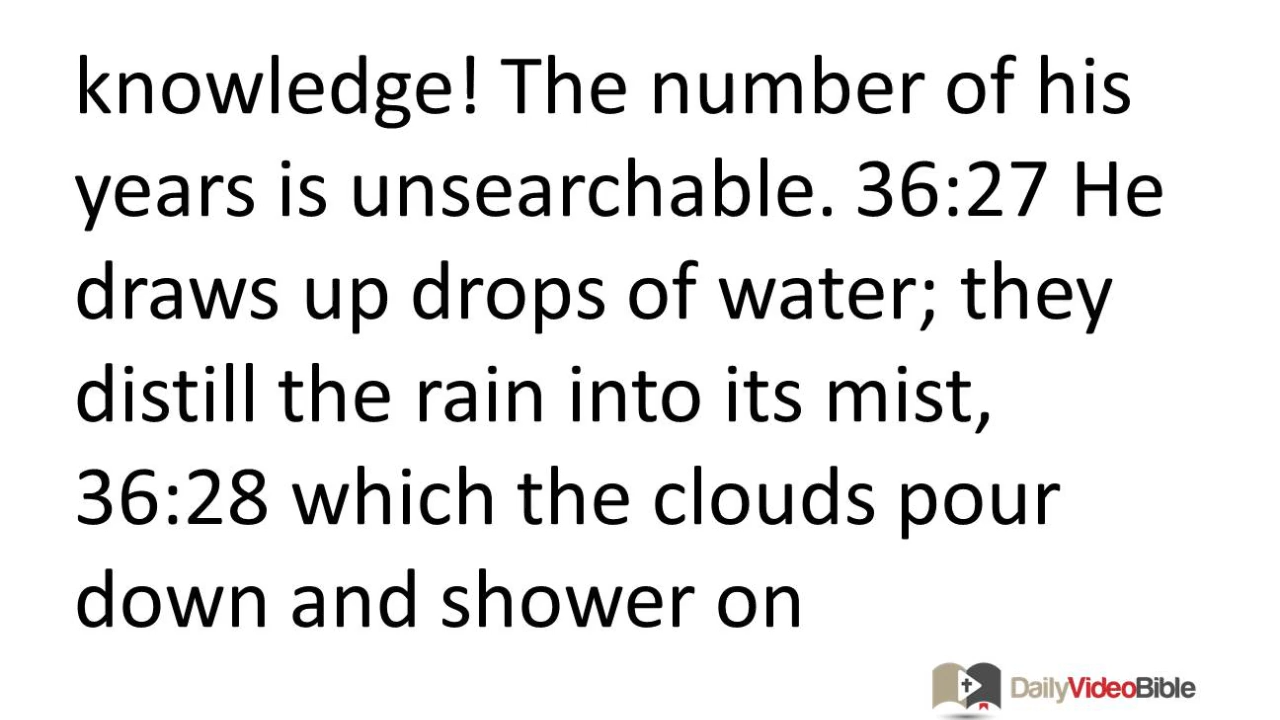 knowledge! The number of his
years is unsearchable. 36:27 He
draws up drops of water; they
distill the rain into its mist,
36:28 which the clouds pour
down and shower on
DailyVideoBible